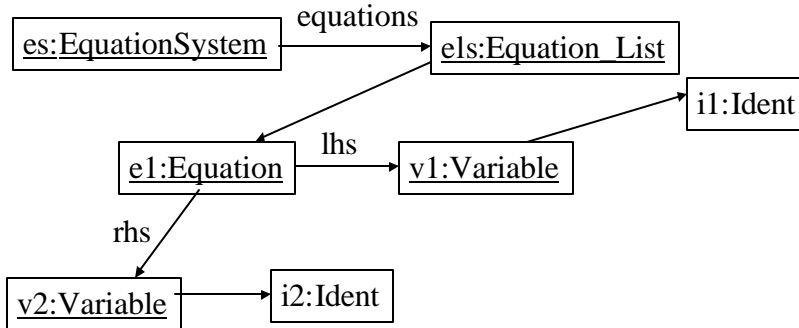 equations
es:EquationSystem
els:Equation_List
i1:Ident
lhs
e1:Equation
v1:Variable
rhs
v2:Variable
i2:Ident